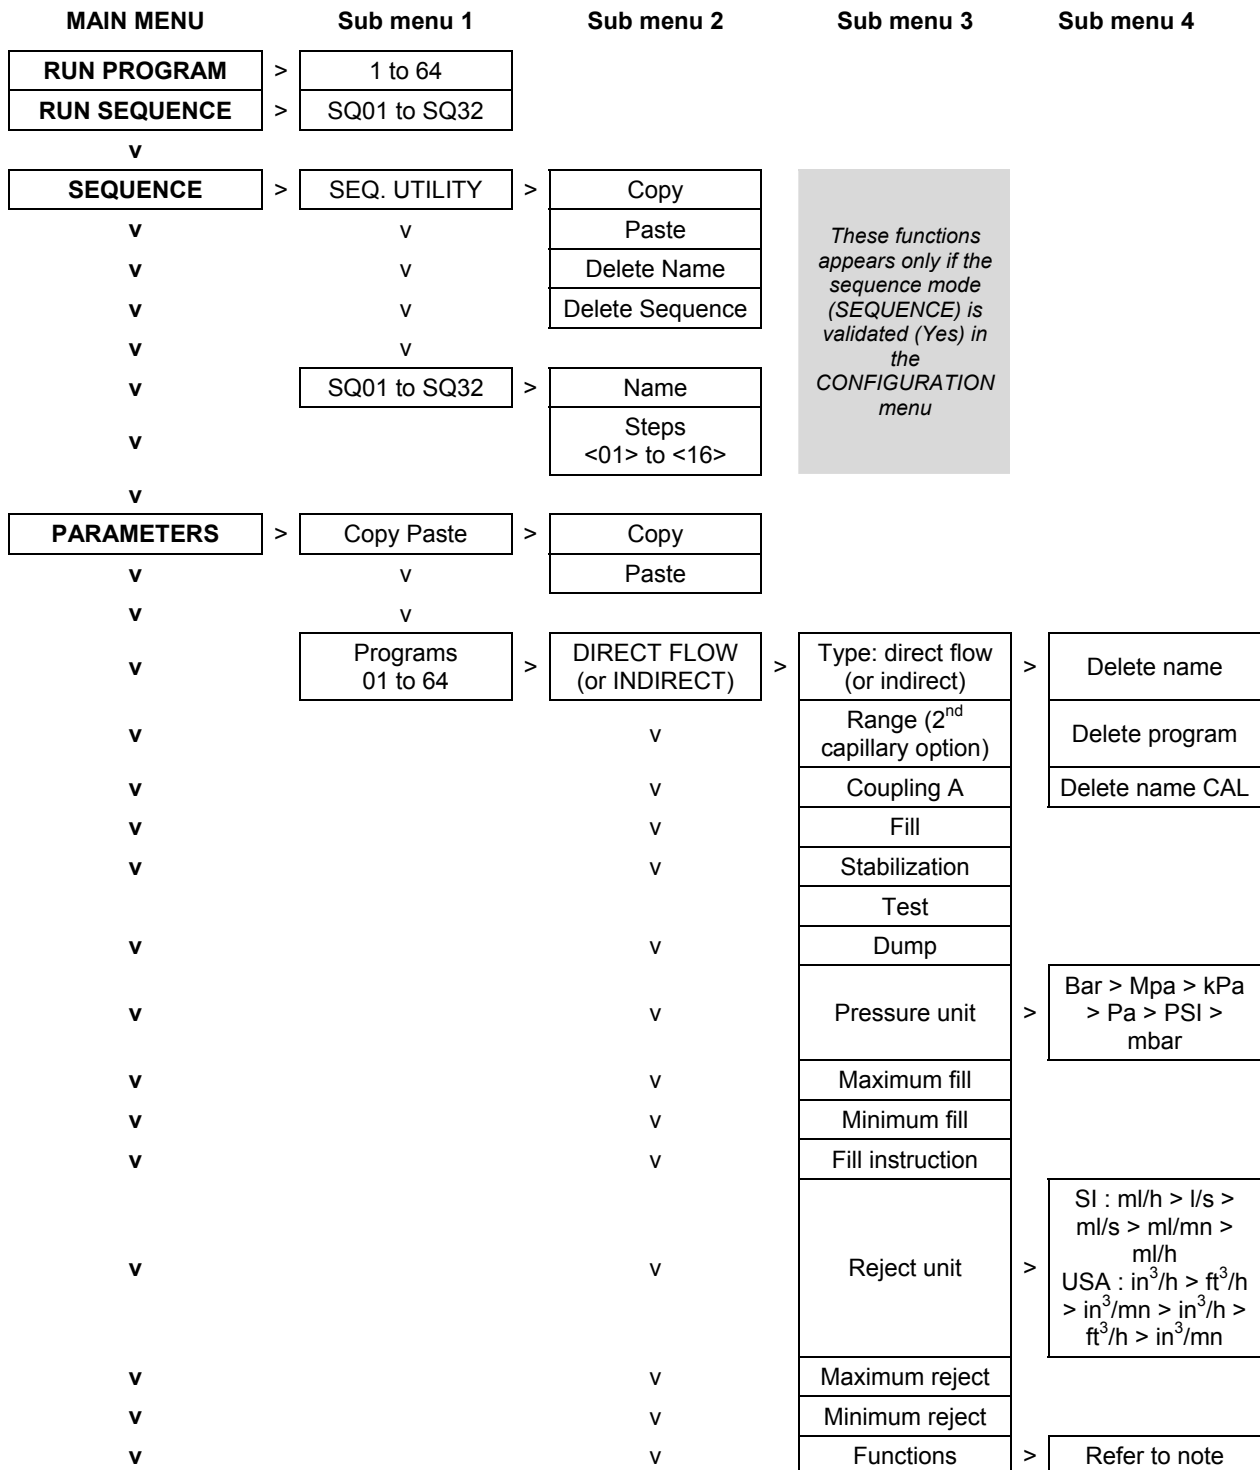 MAIN MENU Sub menu 1 Sub menu 2 Sub menu 3 Sub menu 4
RUN PROGRAM > 1 to 64
RUN SEQUENCE > SQ01 to SQ32
v
SEQUENCE > SEQ. UTILITY > Copy
v v Paste
v v Delete Name
v v Delete Sequence
v v
v SQ01 to SQ32 > Name
v Steps
<01> to <16>
These functions
appears only if the
sequence mode
(SEQUENCE) is
validated (Yes) in
the
CONFIGURATION
menu
v
PARAMETERS > Copy Paste > Copy
v v Paste
v v
v Programs
01 to 64 > DIRECT FLOW
(or INDIRECT) > Type: direct flow
(or indirect) > Delete name
v v Range (2nd
capillary option) Delete program
v v Coupling A Delete name CAL
v v Fill
v v Stabilization
Test
v v Dump
v v Pressure unit > Bar > Mpa > kPa
> Pa > PSI >
mbar
v v Maximum fill
v v Minimum fill
v v Fill instruction
v v Reject unit > SI : ml/h > l/s >
ml/s > ml/mn >
ml/h
USA : in³/h > ft³/h
> in³/mn > in³/h >
ft³/h > in³/mn
v v Maximum reject
v v Minimum reject
v v Functions > Refer to note